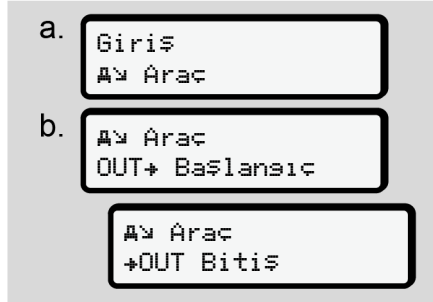 a.
Giriş
Araç
b.
Araç
OUT→ Başlangıç
Araç
→OUT Bitiş